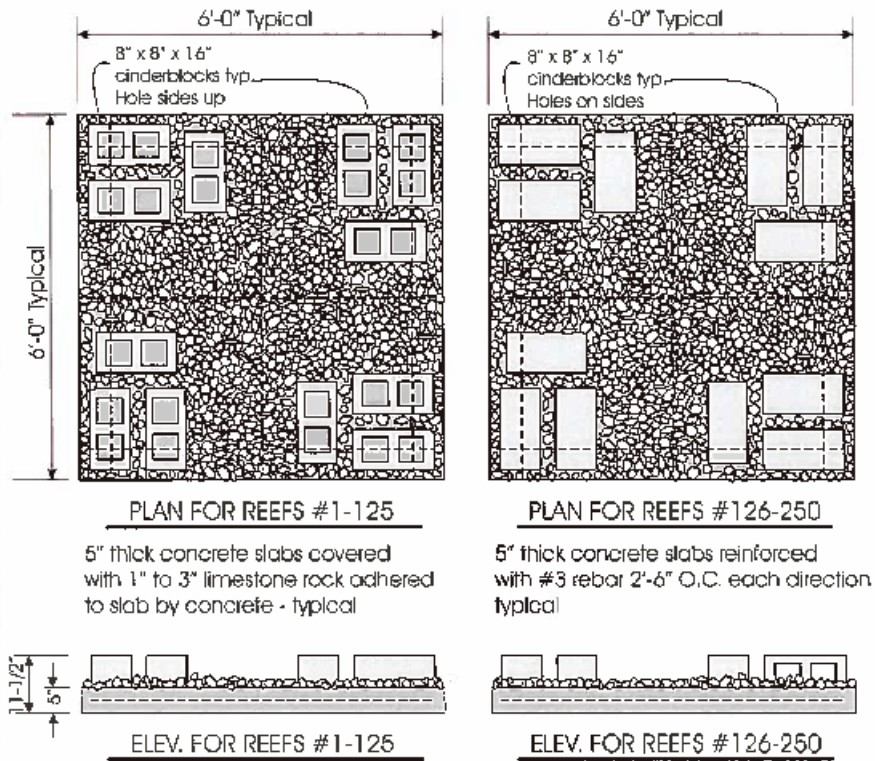 6'-0" Typical
8" x 8" x 16"
cinderblocks typ.
Hole sides up
6'-0" Typical
PLAN FOR REEFS #1-125
5" thick concrete slabs covered
with 1" to 3" limestone rock adhered
to slab by concrete - typical
11-1/2"
5"
ELEV. FOR REEFS #1-125
6'-0" Typical
8" x 8" x 16"
cinderblocks typ.
Holes on sides
PLAN FOR REEFS #126-250
5" thick concrete slabs reinforced
with #3 rebar 2'-6" O.C. each direction
typical
ELEV. FOR REEFS #126-250